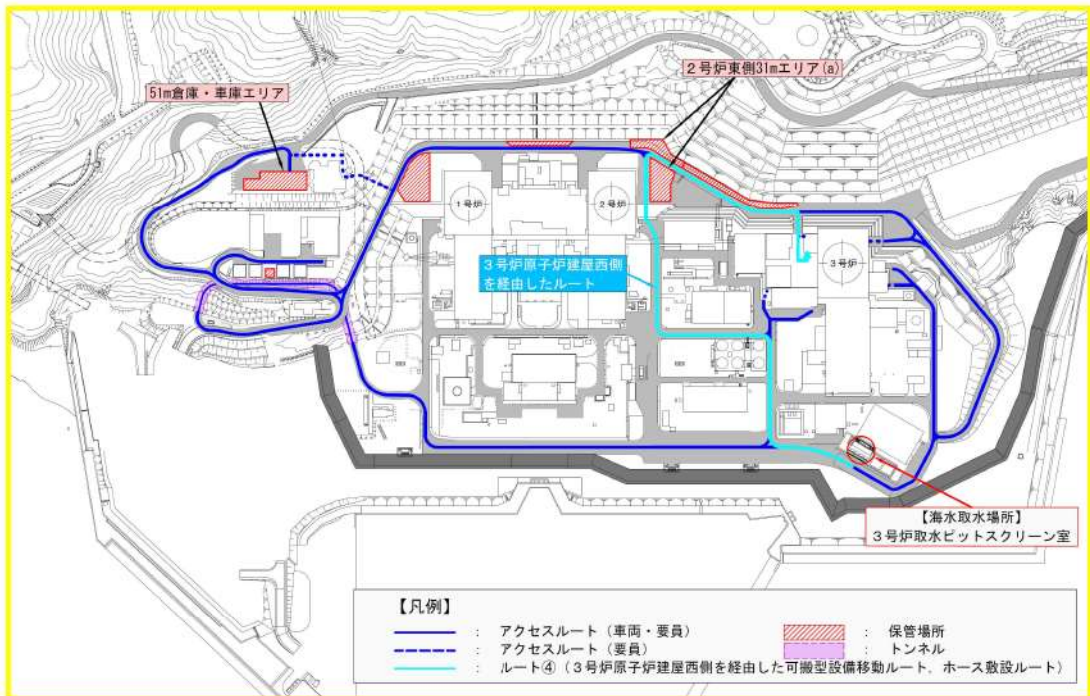 2号炉東側31mエリア(a)
51m倉庫・車庫エリア
1号炉
2号炉
3号炉
3号炉原子炉建屋西側
を経由したルート
【海水取水場所】
3号炉取水ピットスクリーン室
【凡例】
: アクセスルート(車両・要員)
: 保管場所
: アクセスルート(要員)
: トンネル
: ルート④(3号炉原子炉建屋西側を経由した可搬型設備移動ルート,ホース敷設ルート)